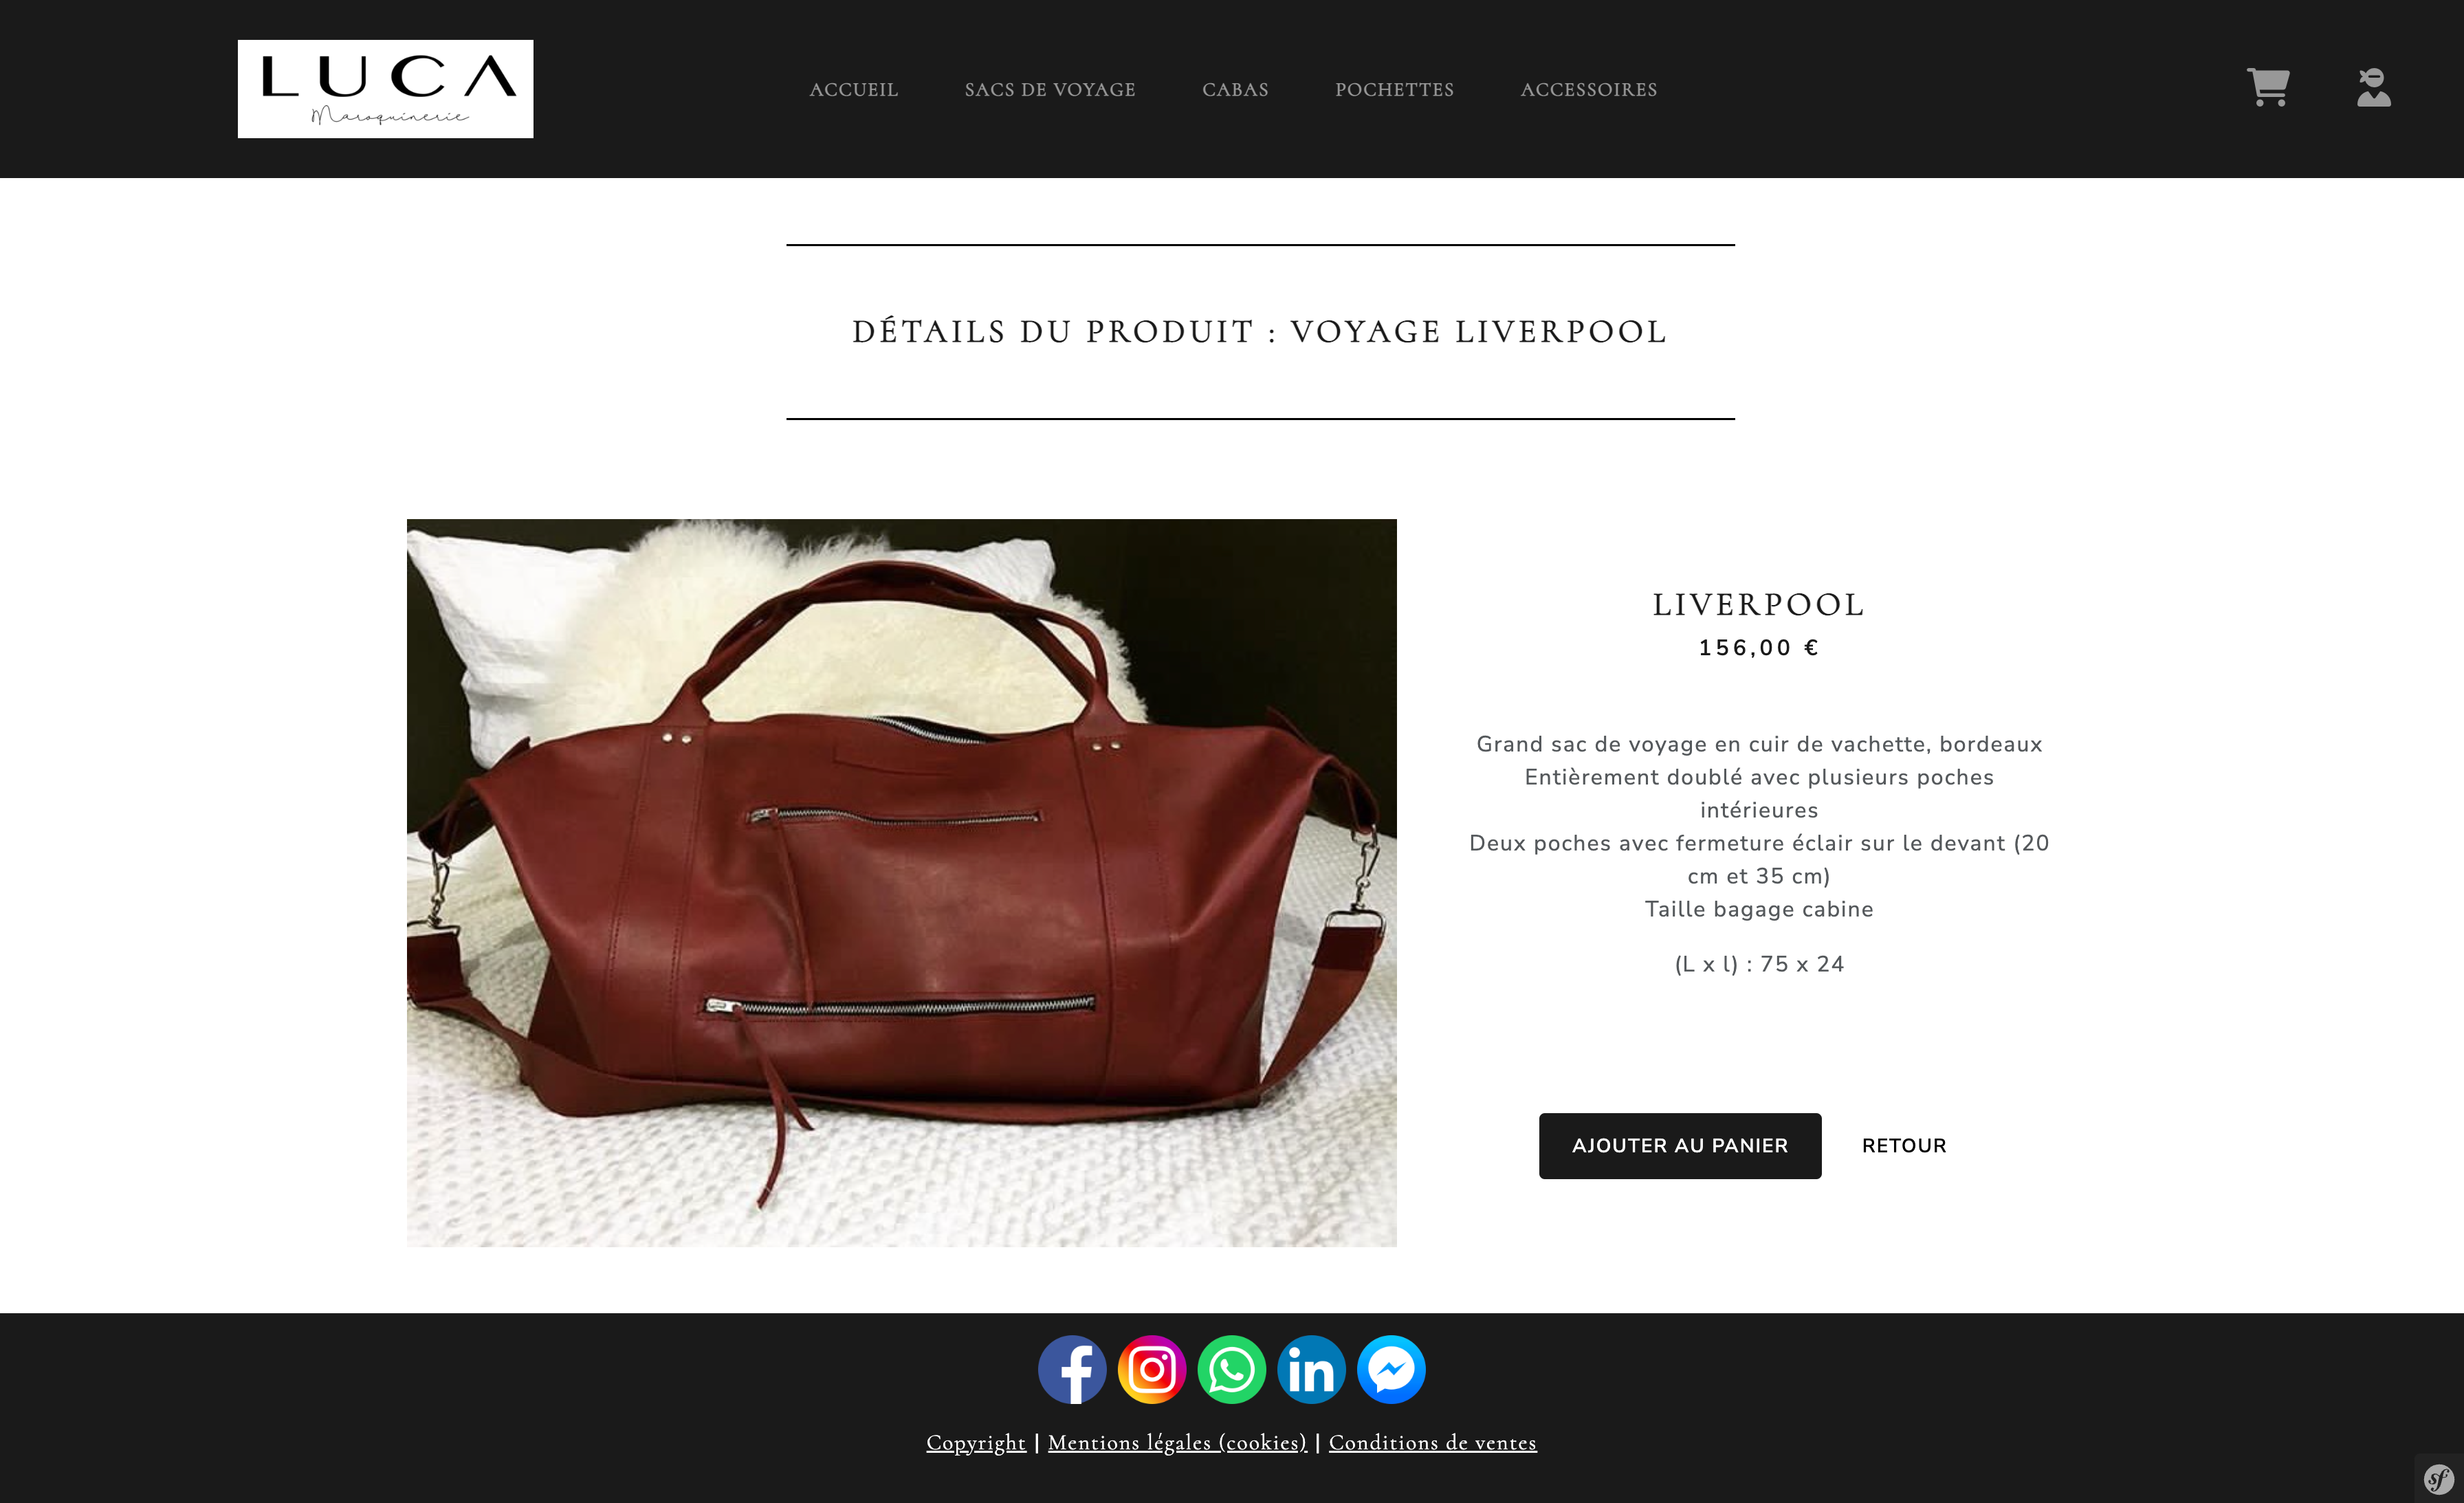 LUCA
Maroquinerie
ACCUEIL SACS DE VOYAGE CABAS POCHETTES ACCESSOIRES
DÉTAILS DU PRODUIT : VOYAGE LIVERPOOL
LIVERPOOL
156,00 €
Grand sac de voyage en cuir de vachette, bordeaux
Entièrement doublé avec plusieurs poches
intérieures
Deux poches avec fermeture éclair sur le devant (20
cm et 35 cm)
Taille bagage cabine
(L x l) : 75 x 24
AJOUTER AU PANIER RETOUR
Copyright | Mentions légales (cookies) | Conditions de ventes
sf